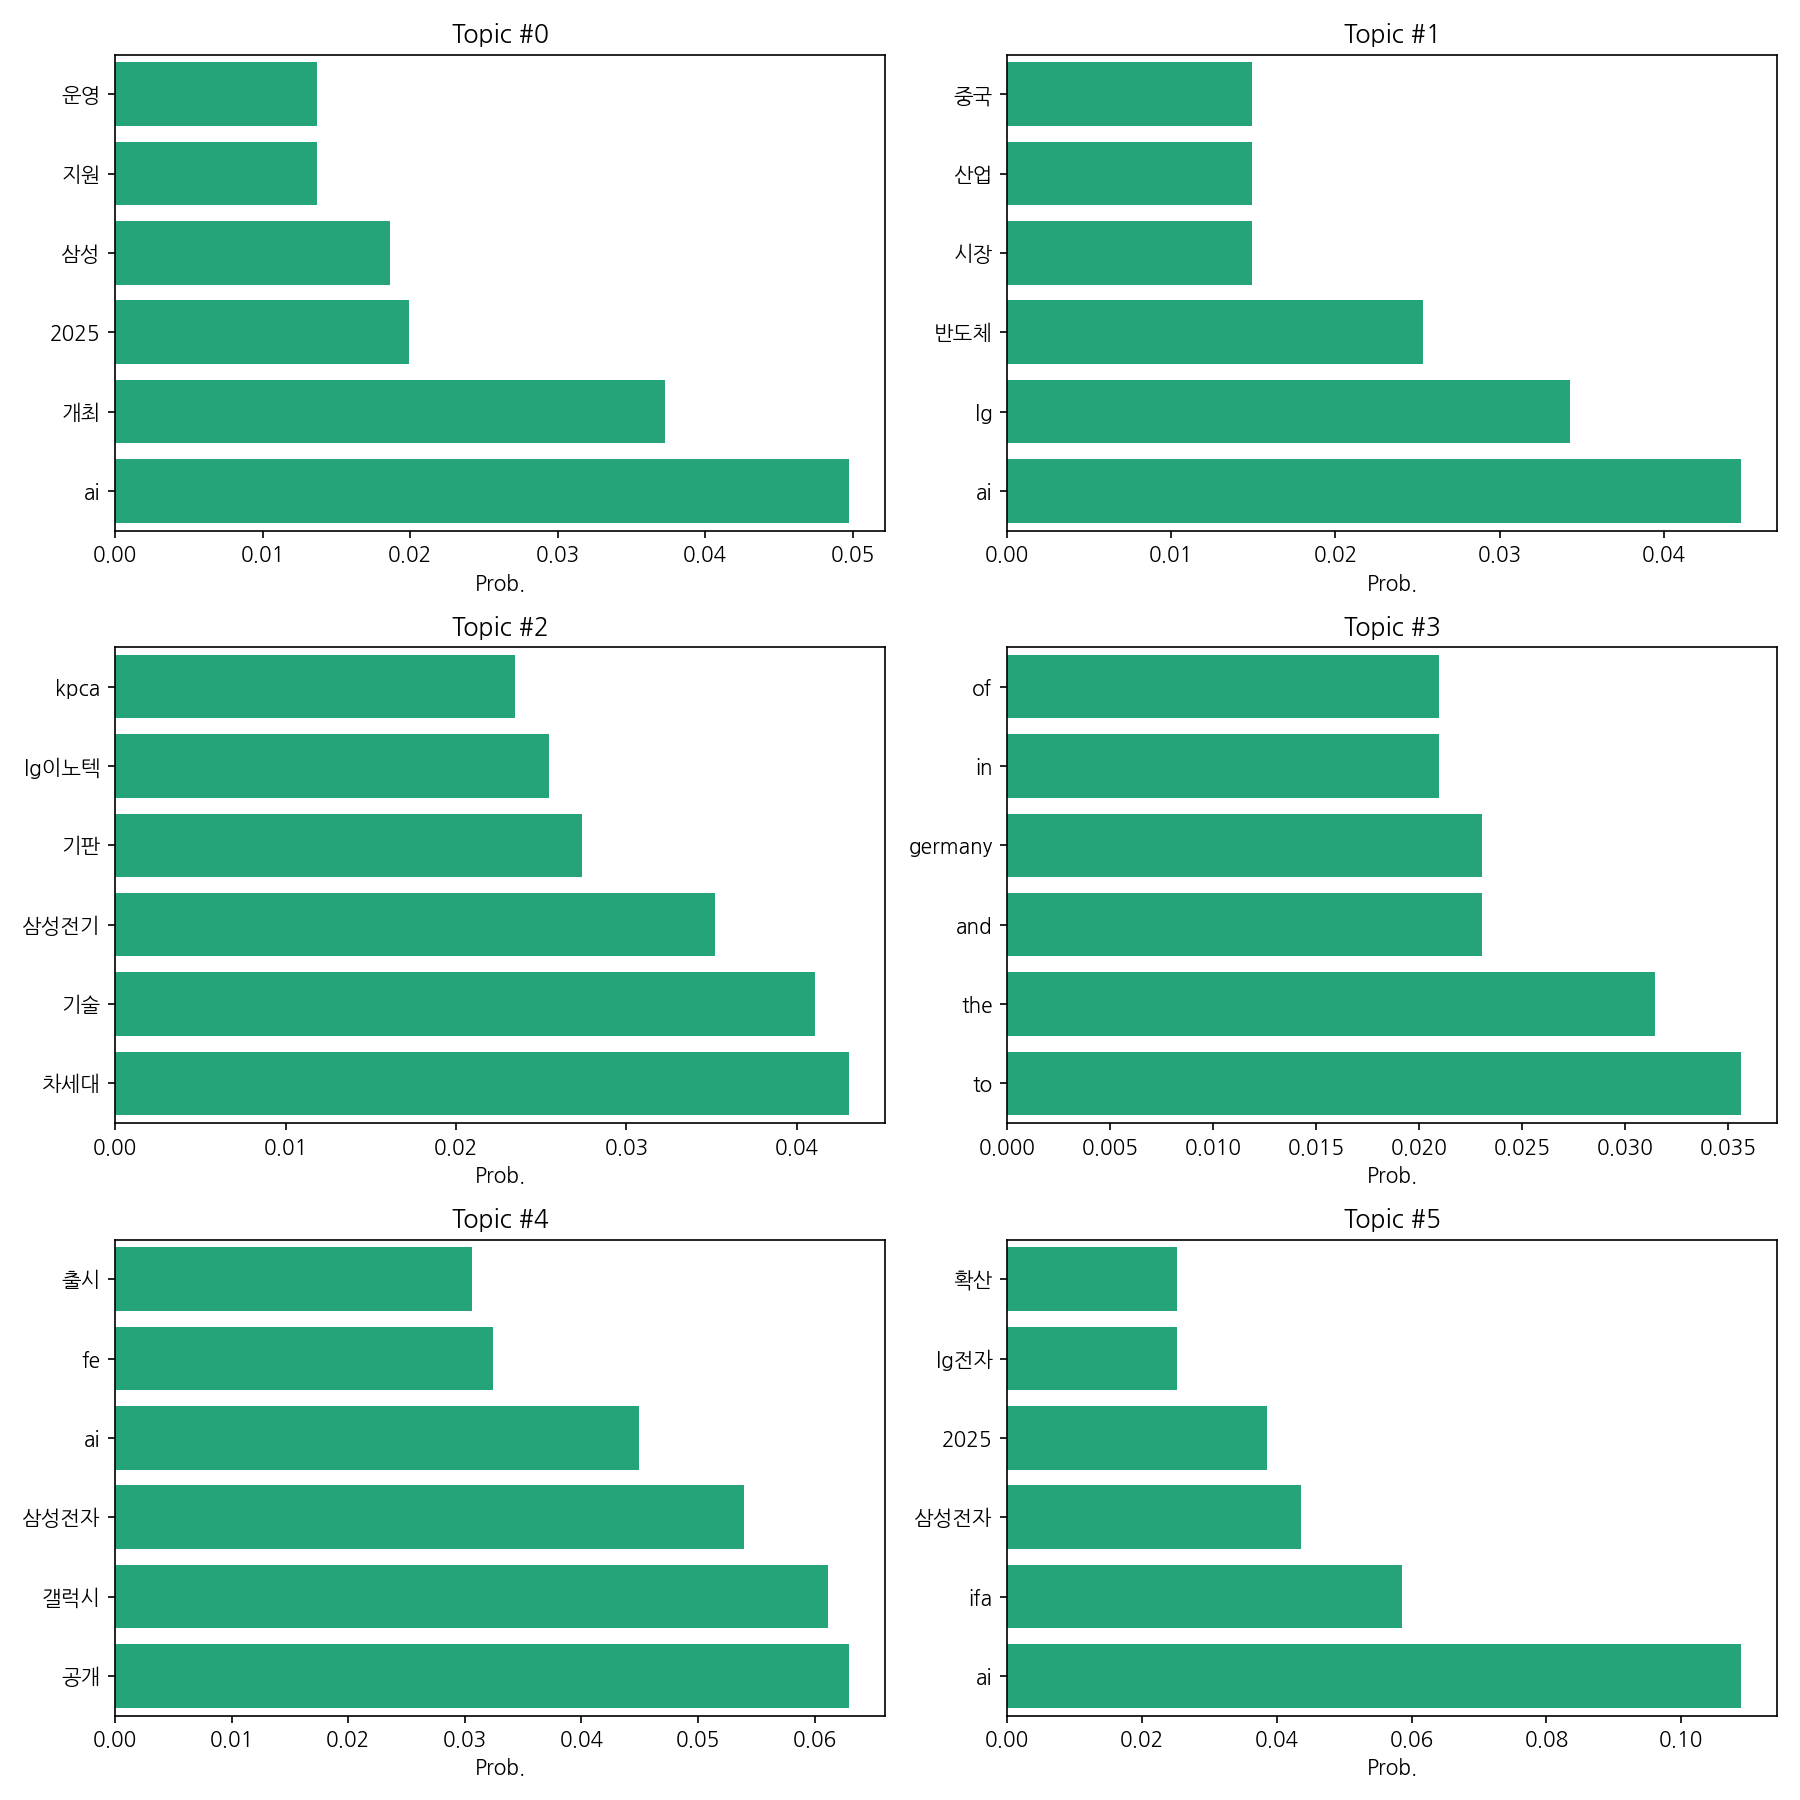 Topic #0
운영
지원
삼성
2025
개최
ai
0.00 0.01 0.02 0.03 0.04 0.05
Prob.
Topic #1
중국
산업
시장
반도체
lg
ai
0.00 0.01 0.02 0.03 0.04
Prob.
Topic #2
kpca
lg이노텍
기판
삼성전기
기술
차세대
0.00 0.01 0.02 0.03 0.04
Prob.
Topic #3
of
in
germany
and
the
to
0.000 0.005 0.010 0.015 0.020 0.025 0.030 0.035
Prob.
Topic #4
출시
fe
ai
삼성전자
갤럭시
공개
0.00 0.01 0.02 0.03 0.04 0.05 0.06
Prob.
Topic #5
확산
lg전자
2025
삼성전자
ifa
ai
0.00 0.02 0.04 0.06 0.08 0.10
Prob.